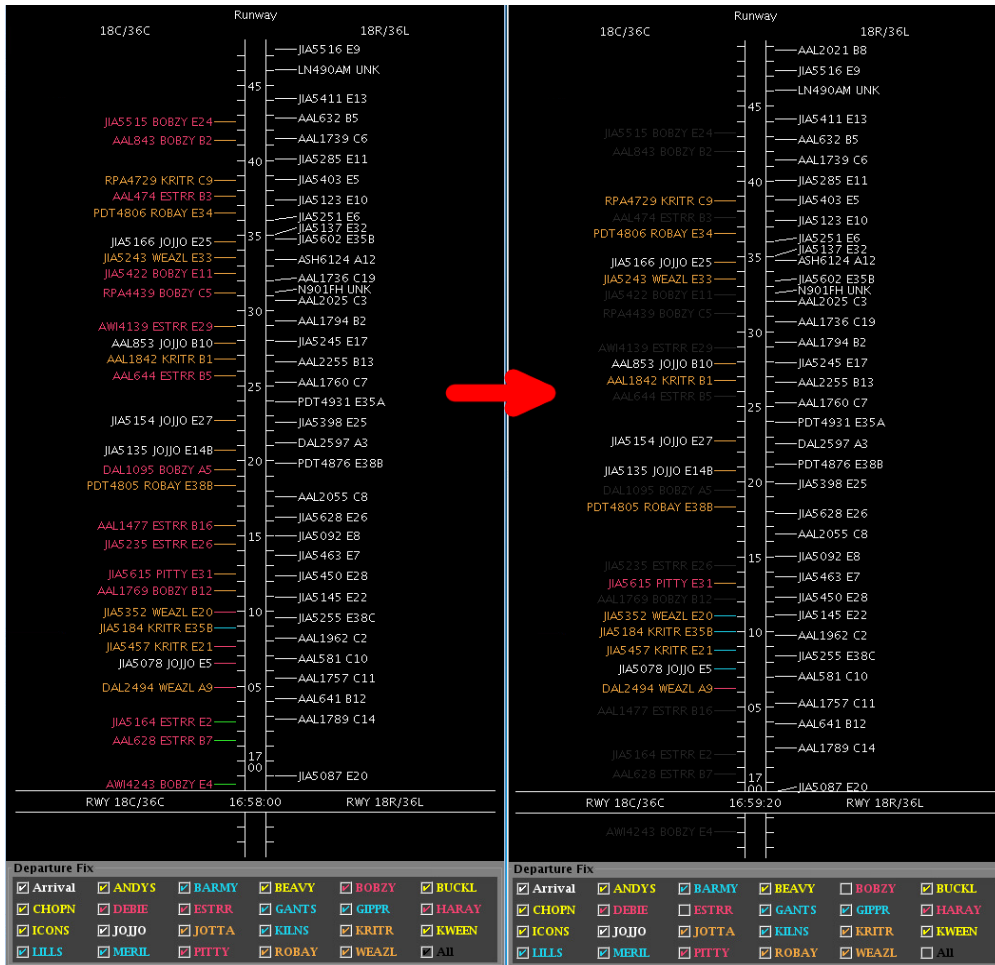 Runway
18C/36C 18R/36L
JIA5516 E9
LN490AM UNK
45
JIA5411 E13
JIA5515 BOBZY E24 AAL632 B5
AAL843 BOBZY B2 AAL1739 C6
40 JIA5285 E11
RPA4729 KRITR C9 JIA5403 E5
AAL474 ESTRR B3 JIA5123 E10
PDT4806 ROBAY E34 JIA5251 E6
35 JIA5137 E32
JIA5166 JOJJO E25 JIA5602 E35B
JIA5243 WEAZL E33 ASH6124 A12
JIA5422 BOBZY E11 AAL1736 C19
RPA4439 BOBZY C5 N901FH UNK
AAL2025 C3
30
AWI4139 ESTRR E29 AAL1794 B2
AAL853 JOJJO B10 JIA5245 E17
AAL1842 KRITR B1 AAL2255 B13
AAL644 ESTRR B5 AAL1760 C7
25
PDT4931 E35A
JIA5154 JOJJO E27 JIA5398 E25
DAL2597 A3
JIA5135 JOJJO E14B
20 PDT4876 E38B
DAL1095 BOBZY A5
PDT4805 ROBAY E38B
AAL2055 C8
AAL1477 ESTRR B16 JIA5628 E26
15 JIA5092 E8
JIA5235 ESTRR E26 JIA5463 E7
JIA5615 PITTY E31 JIA5450 E28
AAL1769 BOBZY B12 JIA5145 E22
JIA5352 WEAZL E20 10 JIA5255 E38C
JIA5184 KRITR E35B
JIA5457 KRITR E21 AAL1962 C2
JIA5078 JOJJO E5 AAL581 C10
DAL2494 WEAZL A9 05 AAL1757 C11
AAL641 B12
JIA5164 ESTRR E2 AAL1789 C14
AAL628 ESTRR B7
17
00
AWI4243 BOBZY E4 JIA5087 E20
RWY 18C/36C 16:58:00 RWY 18R/36L
Departure Fix
Arrival ANDYS BARMY BEAVY BOBZY BUCKL
CHOPN DEBIE ESTRR GANTS GIPPR HARAY
ICONS JOJJO JOTTA KILNS KRITR KWEEN
LILLS MERIL PITTY ROBAY WEAZL All
Runway
18C/36C 18R/36L
AAL2021 B8
JIA5516 E9
LN490AM UNK
45
JIA5411 E13
JIA5515 BOBZY E24 AAL632 B5
AAL843 BOBZY B2 AAL1739 C6
40 JIA5285 E11
RPA4729 KRITR C9 JIA5403 E5
AAL474 ESTRR B3 JIA5123 E10
PDT4806 ROBAY E34 JIA5251 E6
JIA5137 E32
JIA5166 JOJJO E25 35 ASH6124 A12
JIA5243 WEAZL E33 JIA5602 E35B
JIA5422 BOBZY E11 N901FH UNK
AAL2025 C3
RPA4439 BOBZY C5 AAL1736 C19
30
AWI4139 ESTRR E29 AAL1794 B2
AAL853 JOJJO B10 JIA5245 E17
AAL1842 KRITR B1 AAL2255 B13
AAL644 ESTRR B5 AAL1760 C7
25
PDT4931 E35A
JIA5154 JOJJO E27 DAL2597 A3
JIA5135 JOJJO E14B PDT4876 E38B
20 JIA5398 E25
DAL1095 BOBZY A5
PDT4805 ROBAY E38B JIA5628 E26
AAL2055 C8
15 JIA5092 E8
JIA5235 ESTRR E26
JIA5615 PITTY E31 JIA5463 E7
AAL1769 BOBZY B12 JIA5450 E28
JIA5352 WEAZL E20 JIA5145 E22
JIA5184 KRITR E35B 10 AAL1962 C2
JIA5457 KRITR E21 JIA5255 E38C
JIA5078 JOJJO E5 AAL581 C10
DAL2494 WEAZL A9
AAL1477 ESTRR B16 05 AAL1757 C11
AAL641 B12
JIA5164 ESTRR E2 AAL1789 C14
AAL628 ESTRR B7
17
00 JIA5087 E20
RWY 18C/36C 16:59:20 RWY 18R/36L
AWI4243 BOBZY E4
Departure Fix
Arrival ANDYS BARMY BEAVY BOBZY BUCKL
CHOPN DEBIE ESTRR GANTS GIPPR HARAY
ICONS JOJJO JOTTA KILNS KRITR KWEEN
LILLS MERIL PITTY ROBAY WEAZL All